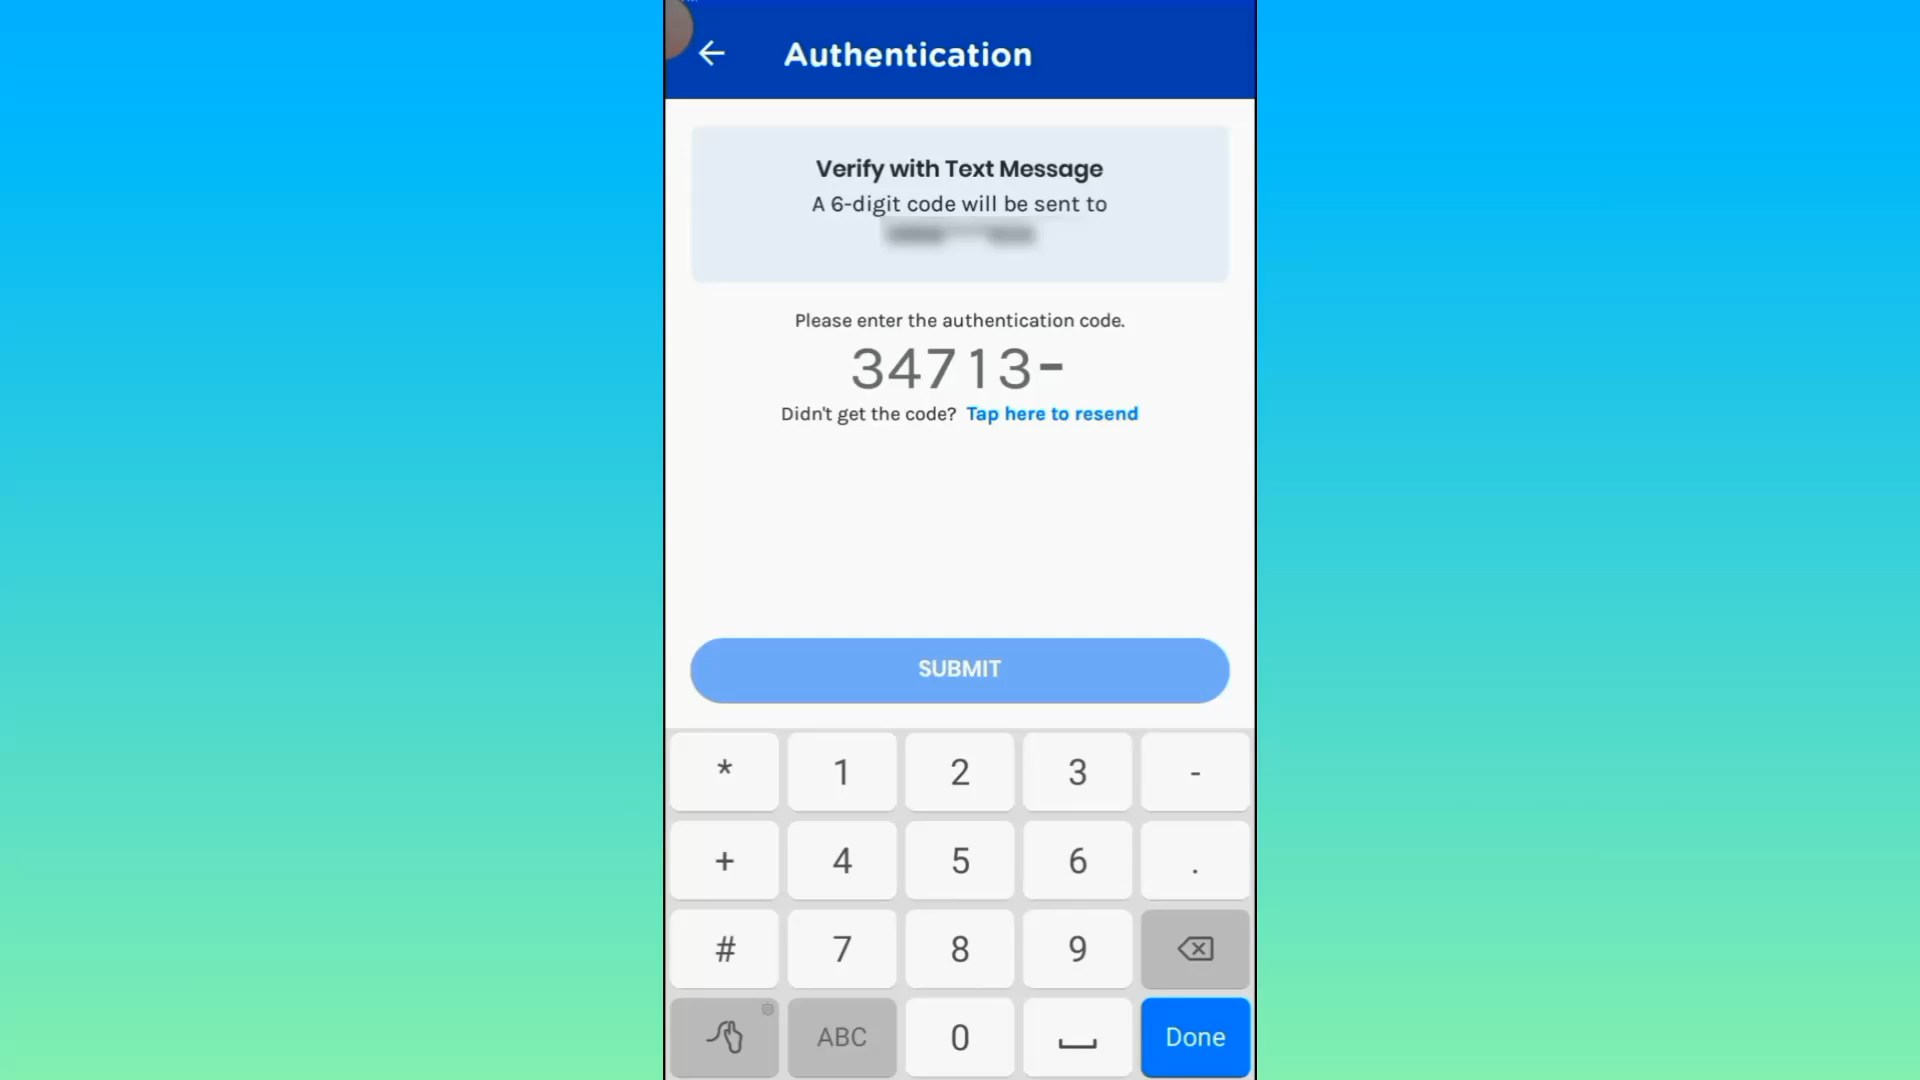 Authentication
Verify with Text Message
A 6-digit code will be sent to
Please enter the authentication code.
34713-
Didn't get the code? Tap here to resend
SUBMIT
* 1 2 3 -
+ 4 5 6 .
# 7 8 9
ABC 0 Done